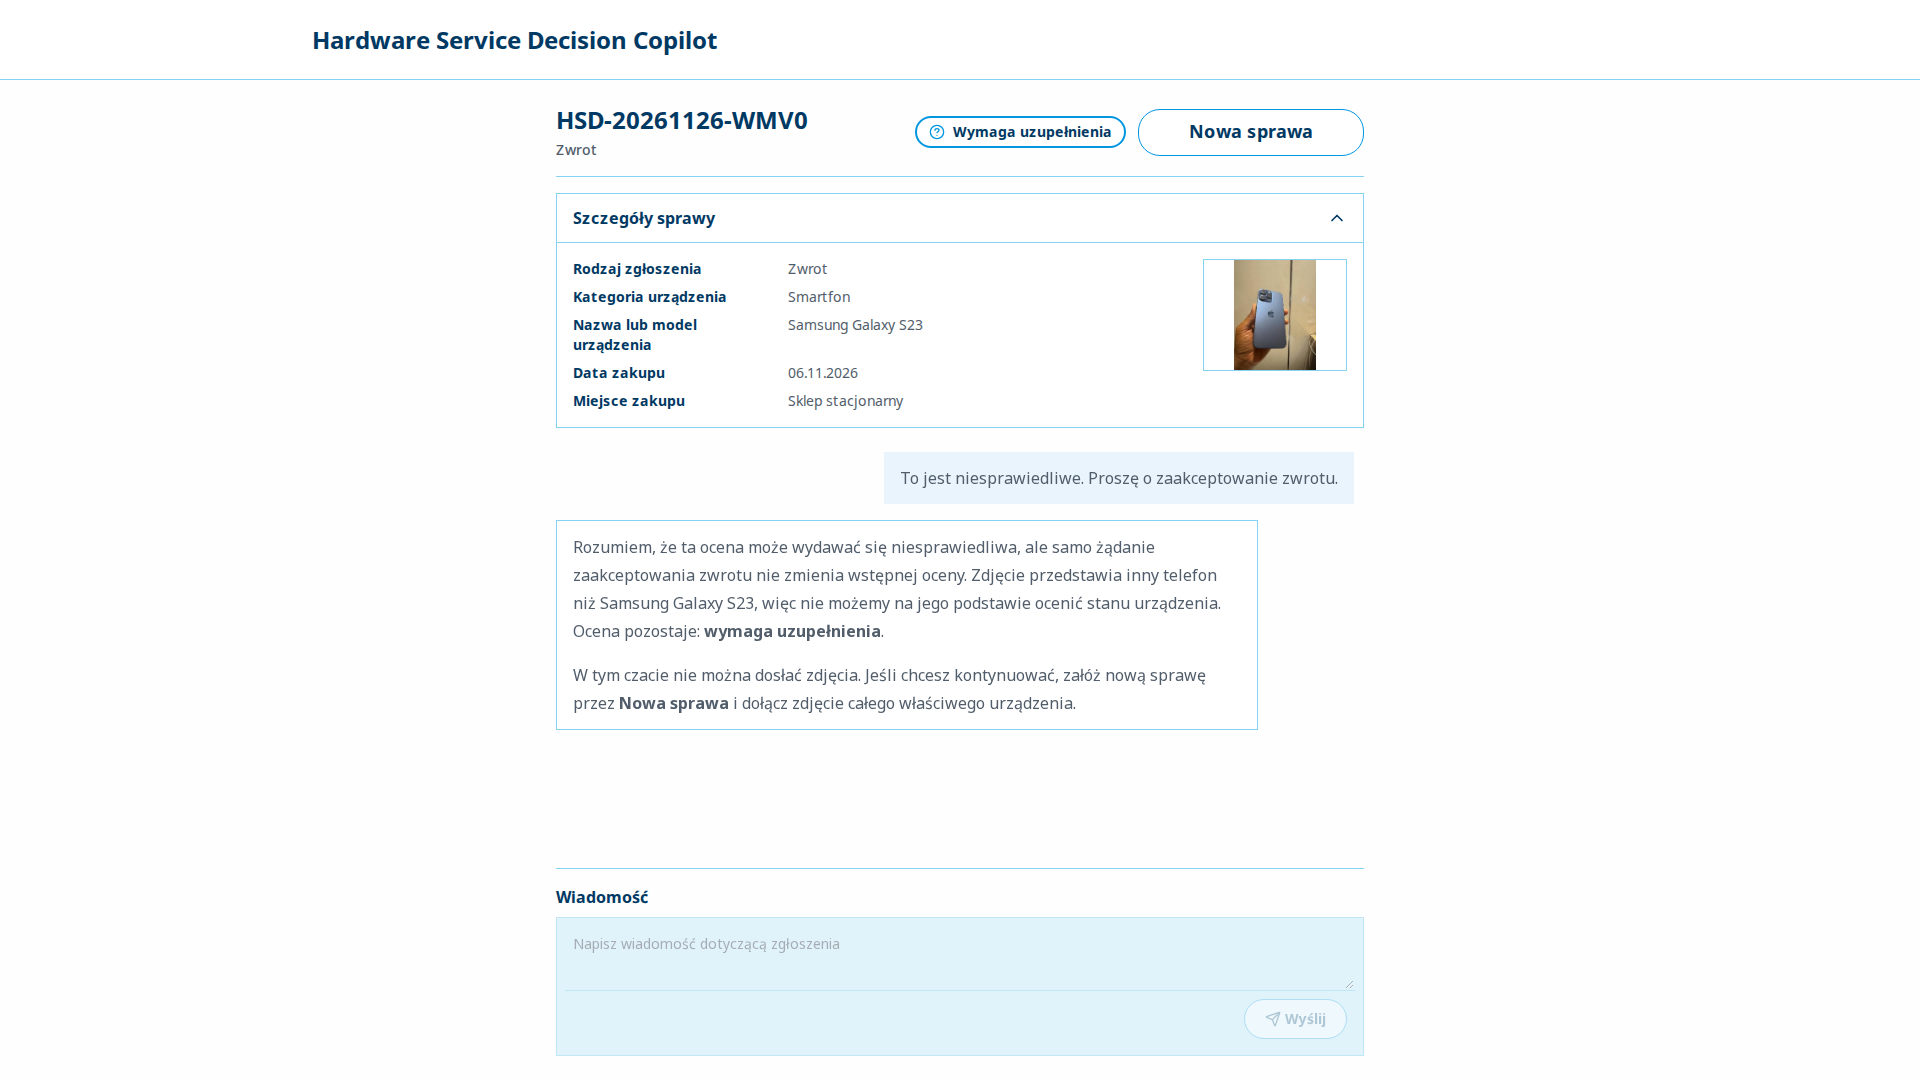 Hardware Service Decision Copilot
HSD-20261126-WMV0
Zwrot
Wymaga uzupełnienia
Nowa sprawa
Szczegóły sprawy
Rodzaj zgłoszenia
Zwrot
Kategoria urządzenia
Smartfon
Nazwa lub model
urządzenia
Samsung Galaxy S23
Data zakupu
06.11.2026
Miejsce zakupu
Sklep stacjonarny
To jest niesprawiedliwe. Proszę o zaakceptowanie zwrotu.
Rozumiem, że ta ocena może wydawać się niesprawiedliwa, ale samo żądanie
zaakceptowania zwrotu nie zmienia wstępnej oceny. Zdjęcie przedstawia inny telefon
niż Samsung Galaxy S23, więc nie możemy na jego podstawie ocenić stanu urządzenia.
Ocena pozostaje: wymaga uzupełnienia.
W tym czacie nie można dosłać zdjęcia. Jeśli chcesz kontynuować, załóż nową sprawę
przez Nowa sprawa i dołącz zdjęcie całego właściwego urządzenia.
Wiadomość
Napisz wiadomość dotyczącą zgłoszenia
Wyślij